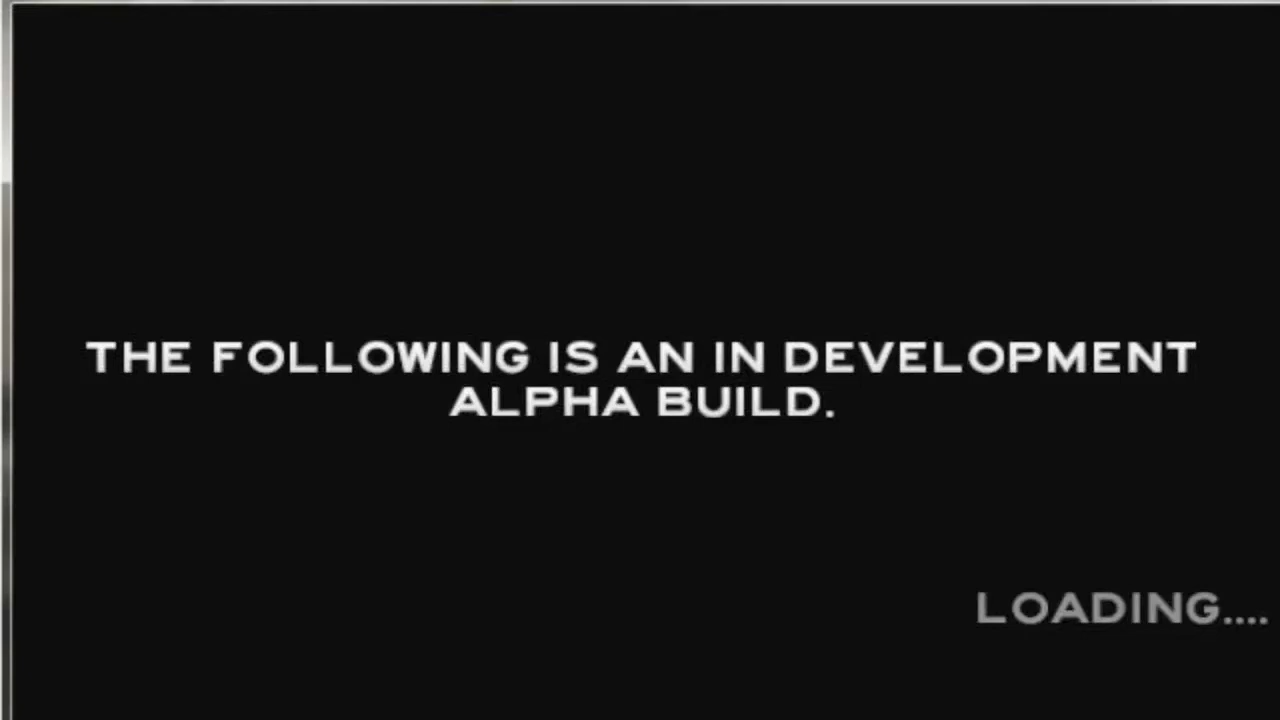 THE FOLLOWING IS AN IN DEVELOPMENT
ALPHA BUILD.
LOADING....